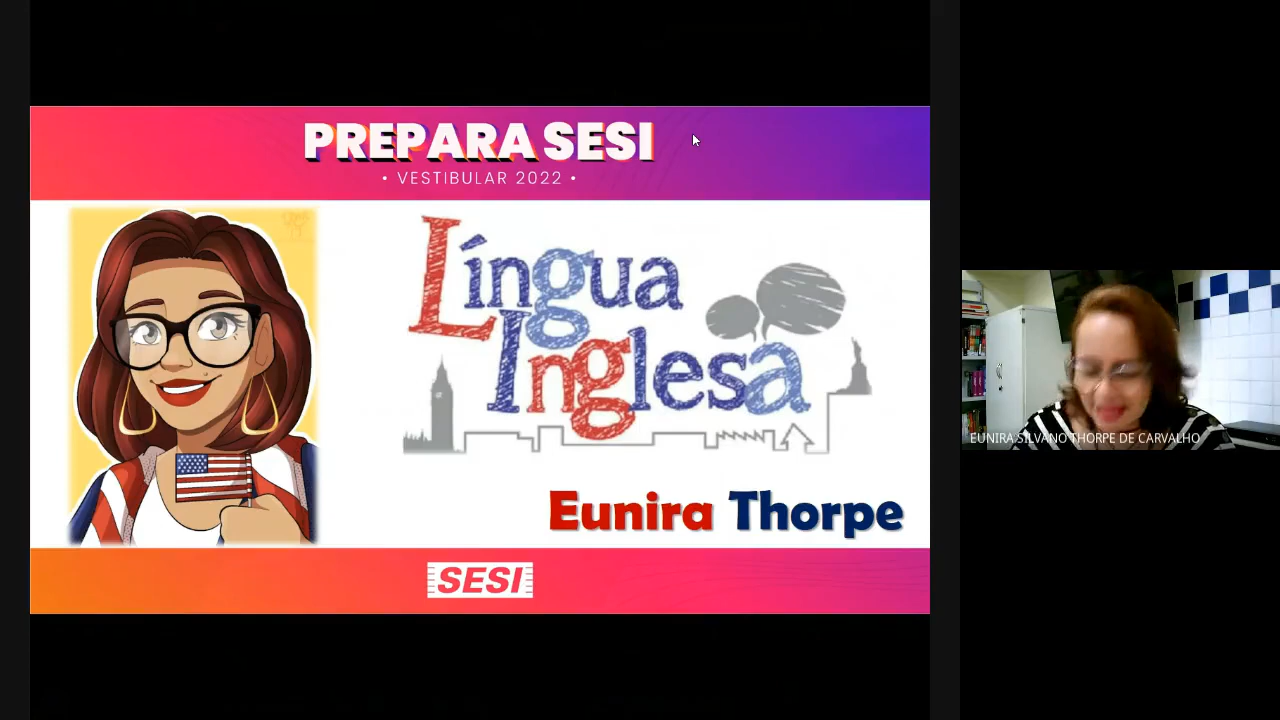 PREPARA SESI
• VESTIBULAR 2022 •
Língua
Inglesa
Eunira Thorpe
SESI
EUNIRA SILVANO THORPE DE CARVALHO